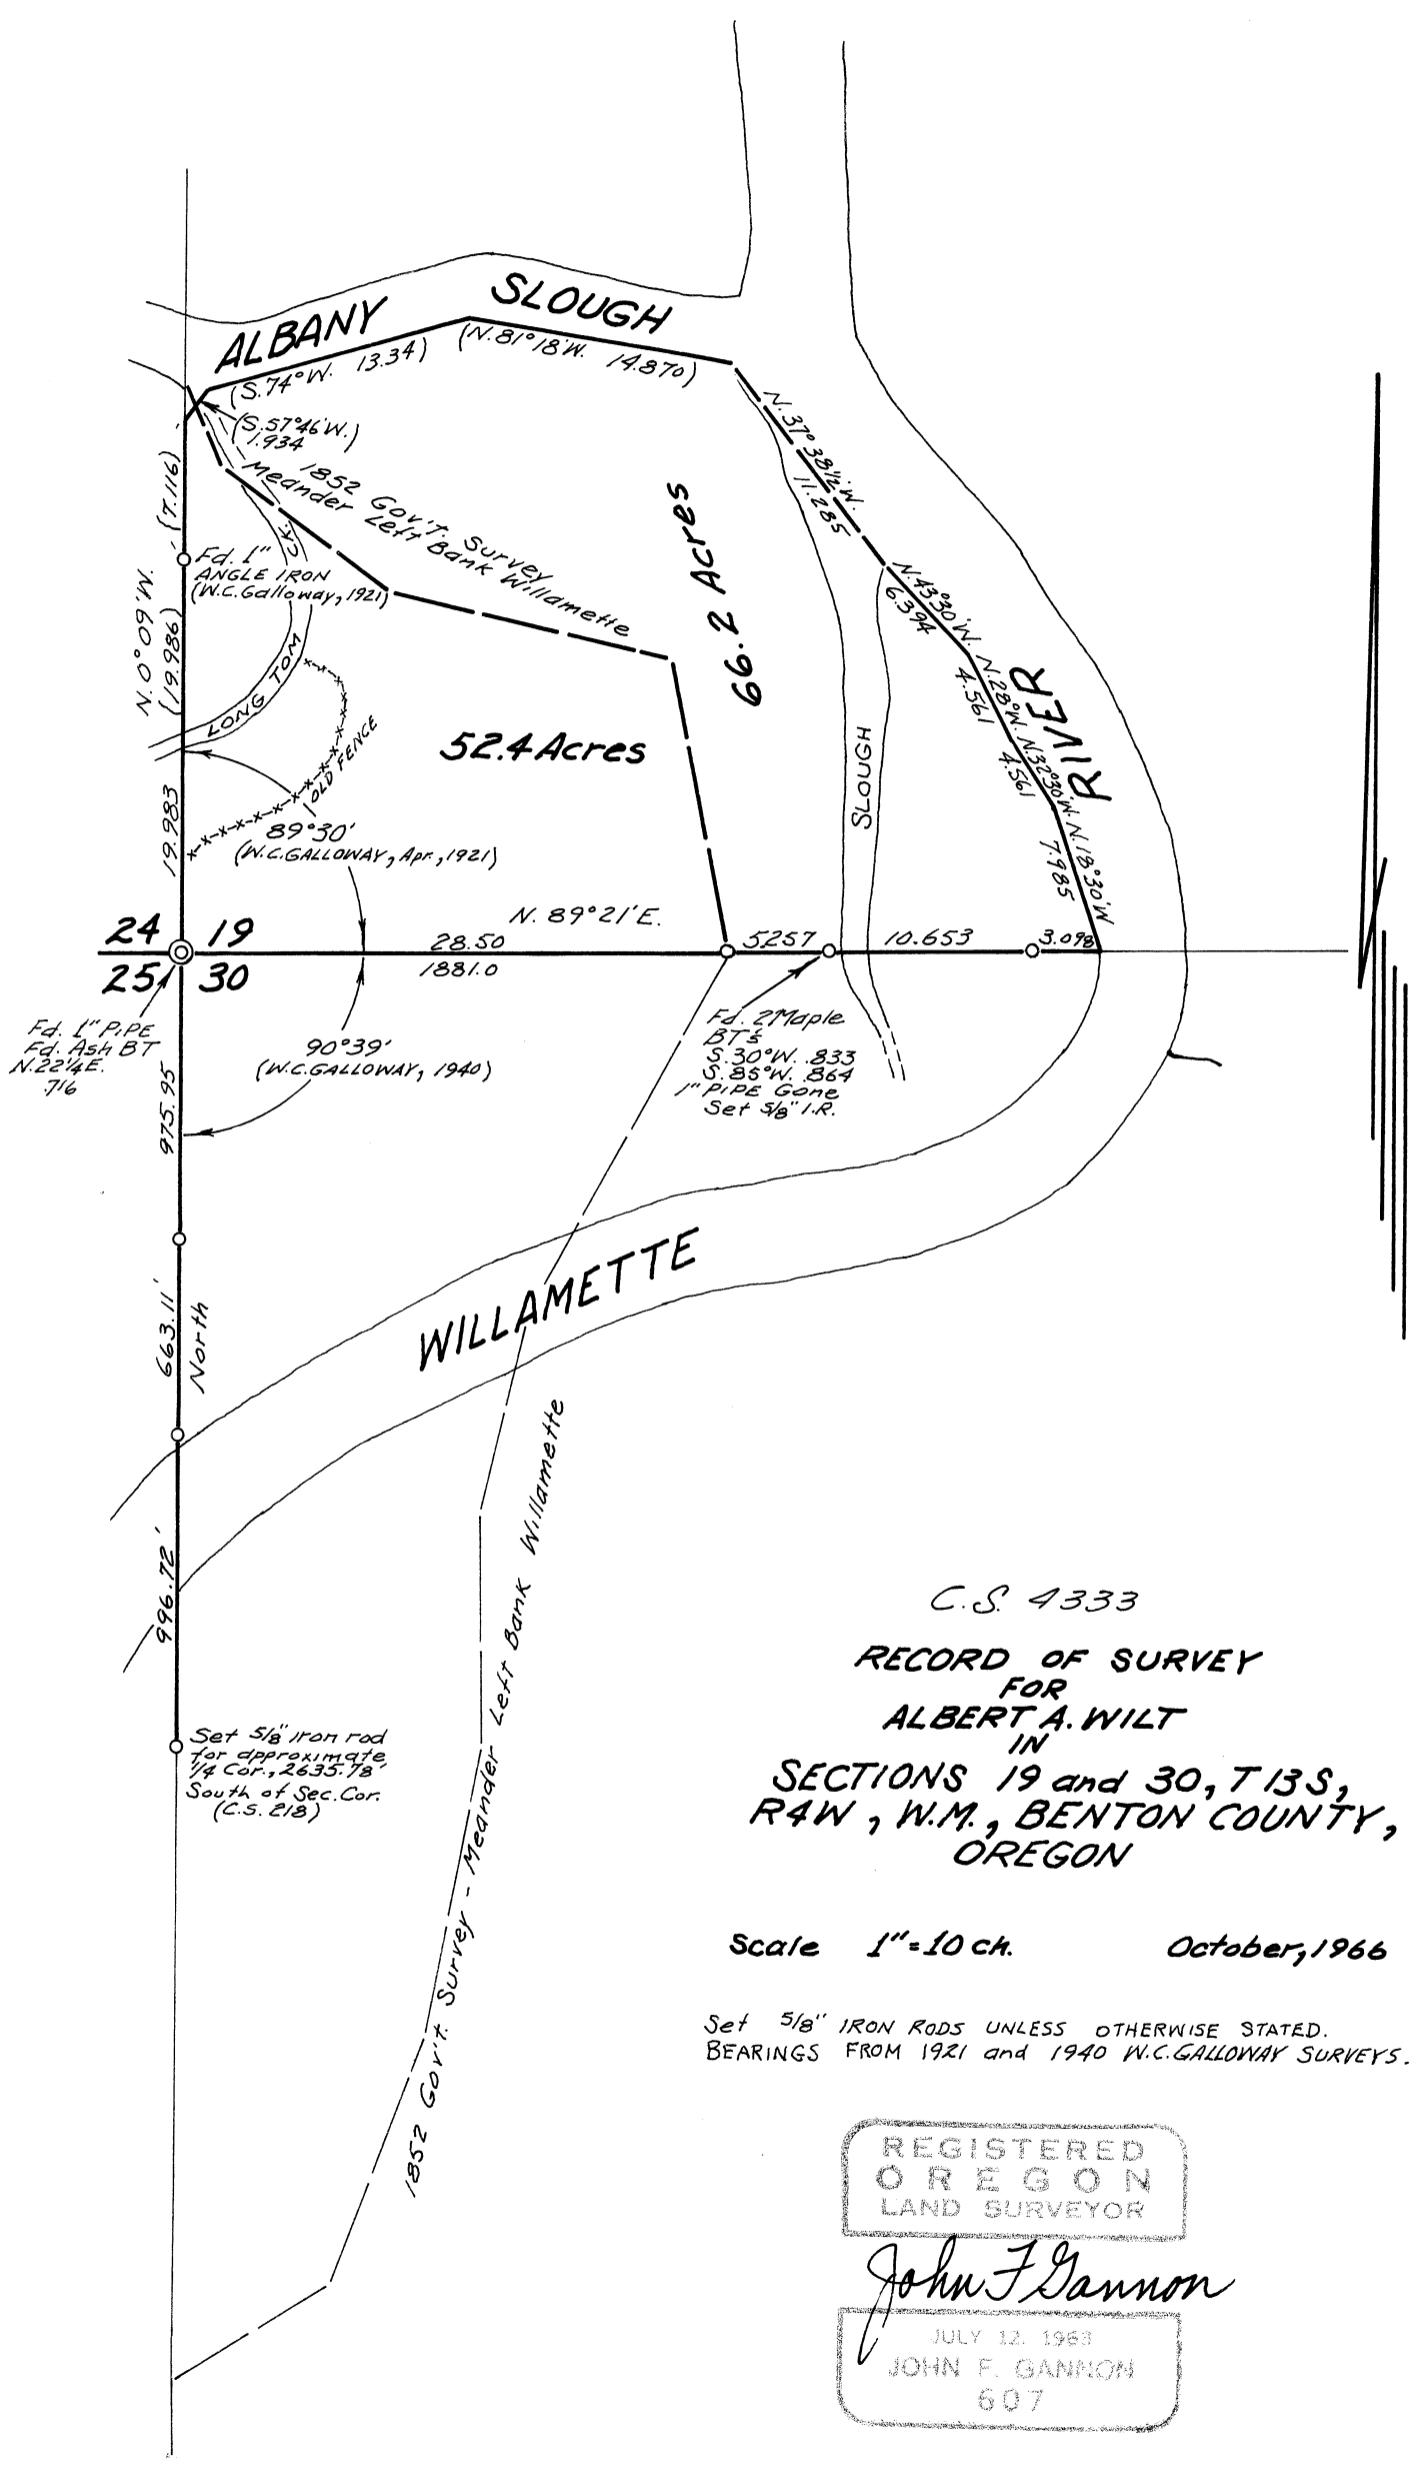 ALBANY SLOUGH
(S.74°W. 13.34)
(N.81°18'W. 14.870)
(S.57°46'W.)
1.934
1852 Gov't. Survey
Meander Left Bank Willamette
N.37°38½'W.
11.285
(7.116)
Fd. 1"
ANGLE IRON
(W.C.Galloway, 1921)
CK.
LONG TOM
N.0°09'W.
(19.986)
OLD FENCE
66.2 Acres
52.4 Acres
N.43°30'W.
6.394
N.28°W.
4.561
N.32°30'W.
4.561
N.18°30'W
7.985
RIVER
SLOUGH
19.983
89°30'
(W.C.GALLOWAY, Apr., 1921)
N. 89°21'E.
24 19
28.50
5257
10.653
3.098
25 30
1881.0
Fd. 1" PIPE
Fd. Ash BT
N.22¼E.
.716
90°39'
(W.C.GALLOWAY, 1940)
Fd. 2 Maple
BT's
S.30°W. .833
S.85°W. .864
1" PIPE Gone
Set 5/8" I.R.
975.95
663.11'
North
WILLAMETTE
996.72'
Set 5/8" iron rod
for approximate
1/4 Cor., 2635.78'
South of Sec. Cor.
(C.S. 218)
1852 Gov't. Survey - Meander Left Bank Willamette
C.S. 4333
RECORD OF SURVEY
FOR
ALBERT A. WILT
IN
SECTIONS 19 and 30, T13S,
R4W, W.M., BENTON COUNTY,
OREGON
Scale 1"=10 ch. October, 1966
Set 5/8" IRON RODS UNLESS OTHERWISE STATED.
BEARINGS FROM 1921 and 1940 W.C.GALLOWAY SURVEYS.
REGISTERED
OREGON
LAND SURVEYOR
John F Gannon
JULY 12, 1963
JOHN F. GANNON
607